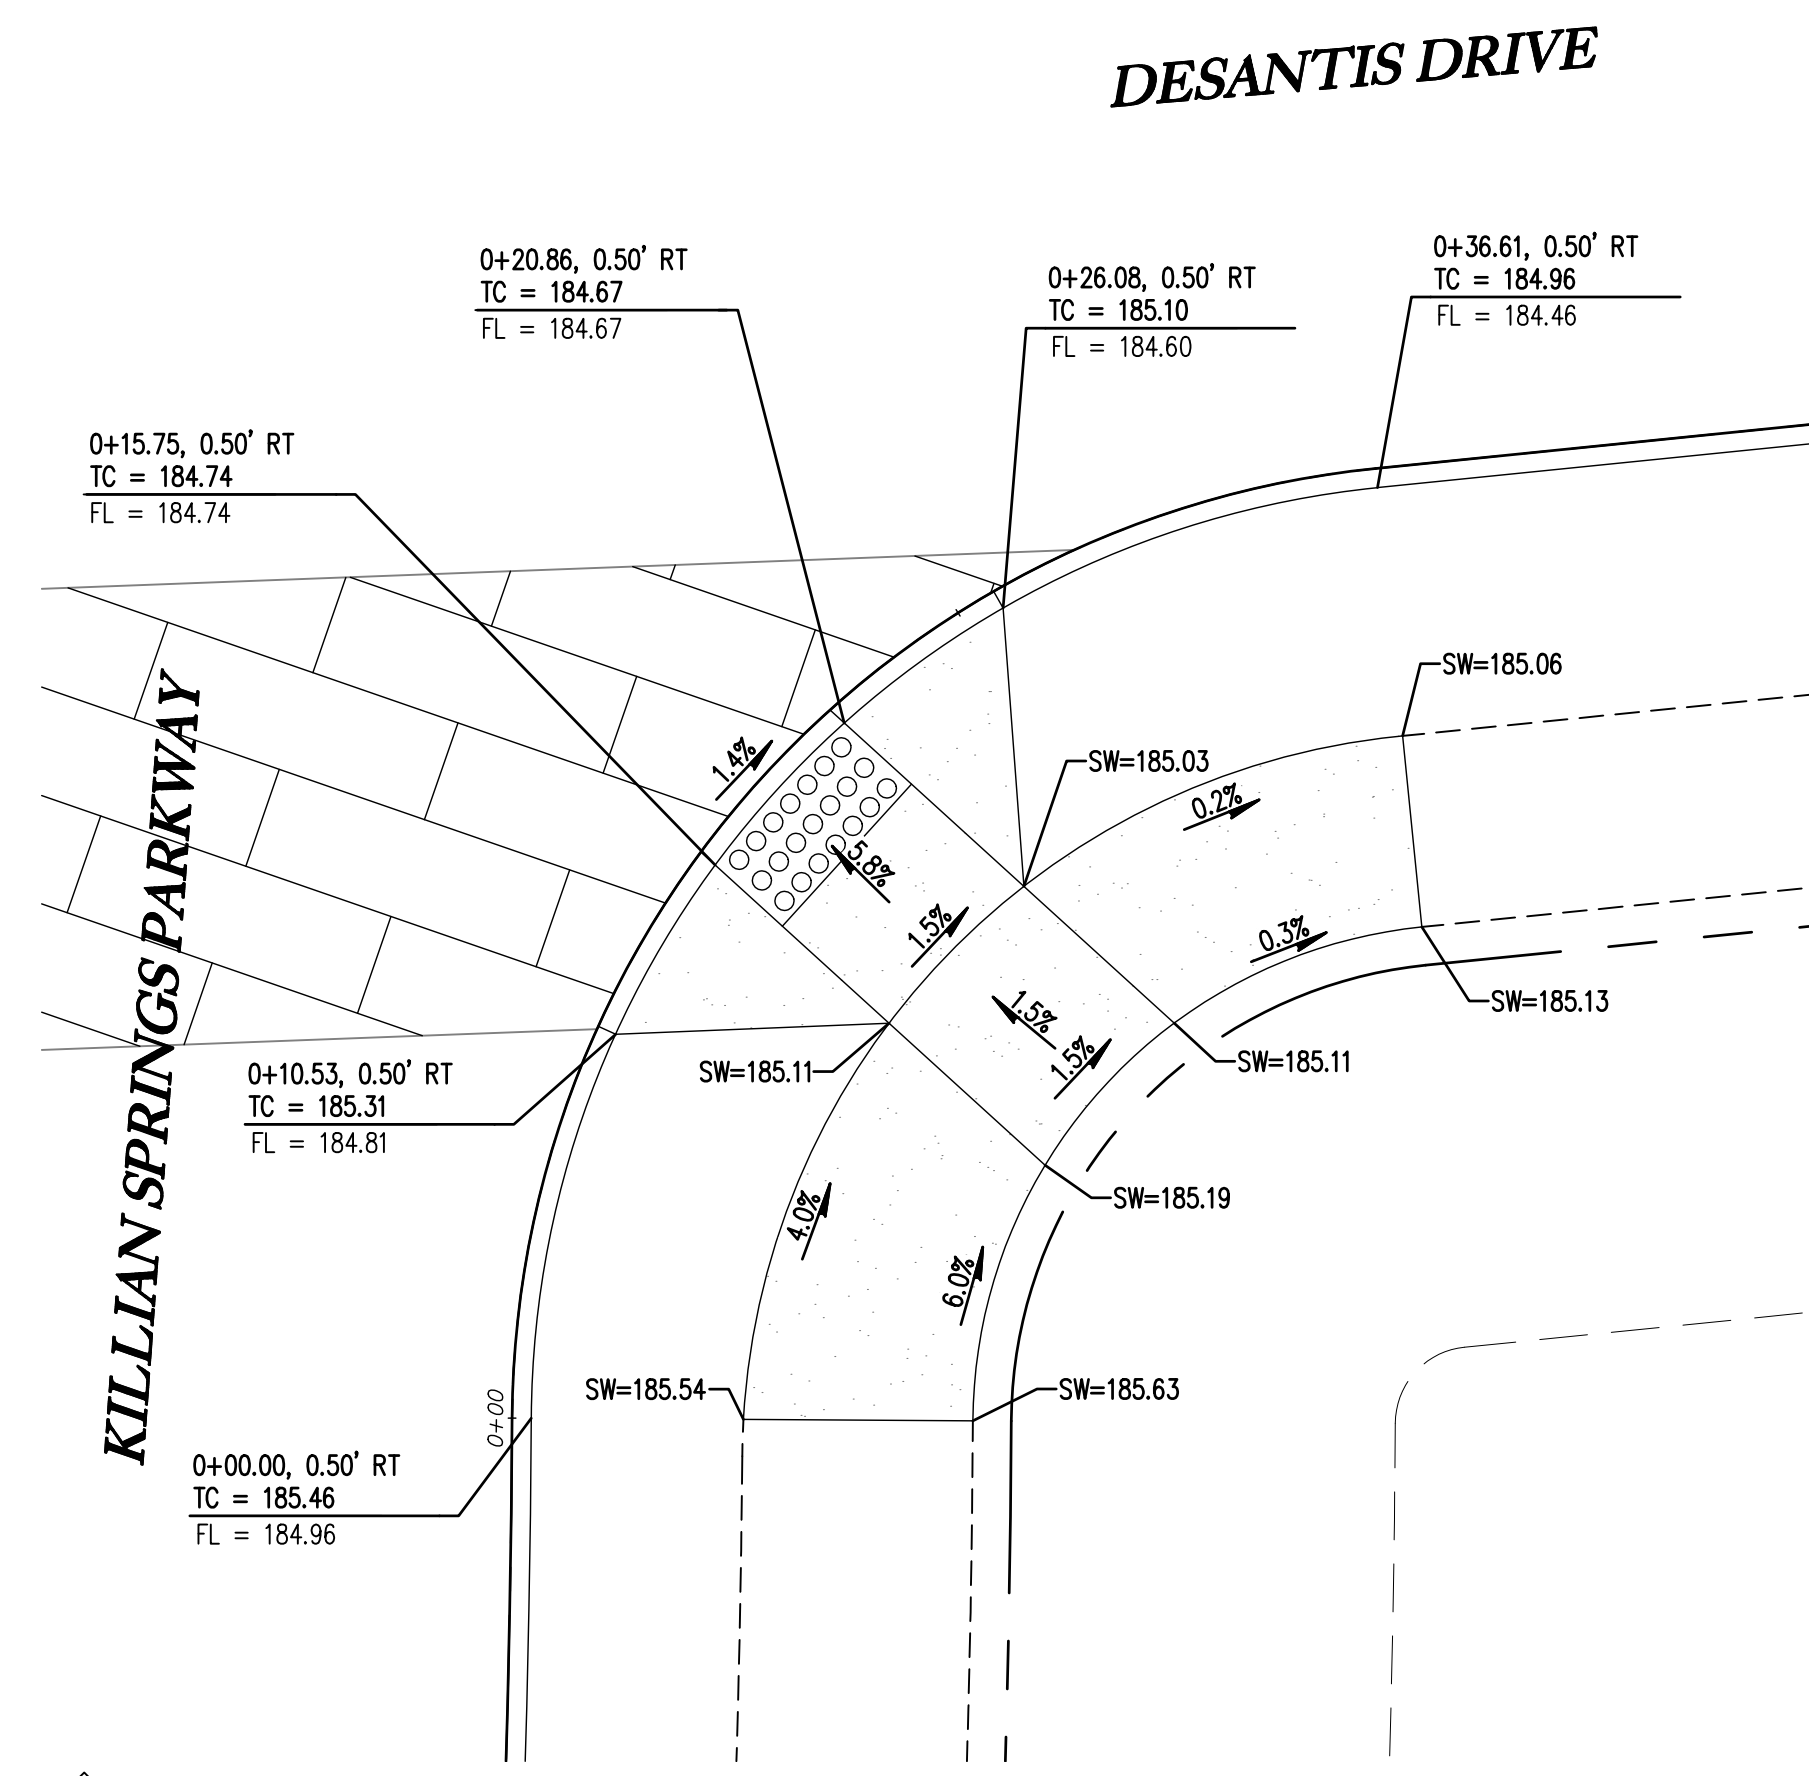 DESANTIS DRIVE
0+36.61, 0.50' RT
TC = 184.96
FL = 184.46
0+20.86, 0.50' RT
TC = 184.67
FL = 184.67
0+26.08, 0.50' RT
TC = 185.10
FL = 184.60
0+15.75, 0.50' RT
TC = 184.74
FL = 184.74
SW=185.06
SW=185.03
1.4%
0.2%
5.8%
1.5%
0.3%
KILLIAN SPRINGS PARKWAY
SW=185.13
1.5%
1.5%
SW=185.11
SW=185.11
0+10.53, 0.50' RT
TC = 185.31
FL = 184.81
SW=185.19
4.0%
6.0%
SW=185.54
SW=185.63
0+00
0+00.00, 0.50' RT
TC = 185.46
FL = 184.96